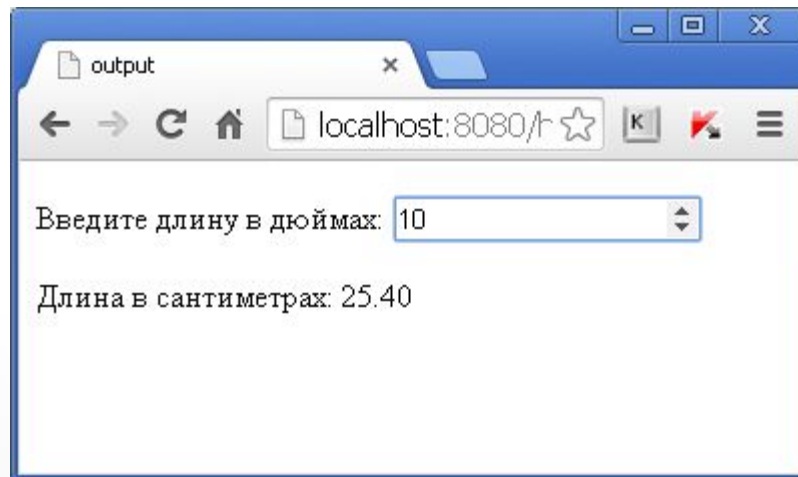 output
localhost:8080/h
K
Введите длину в дюймах: 10
Длина в сантиметрах: 25.40